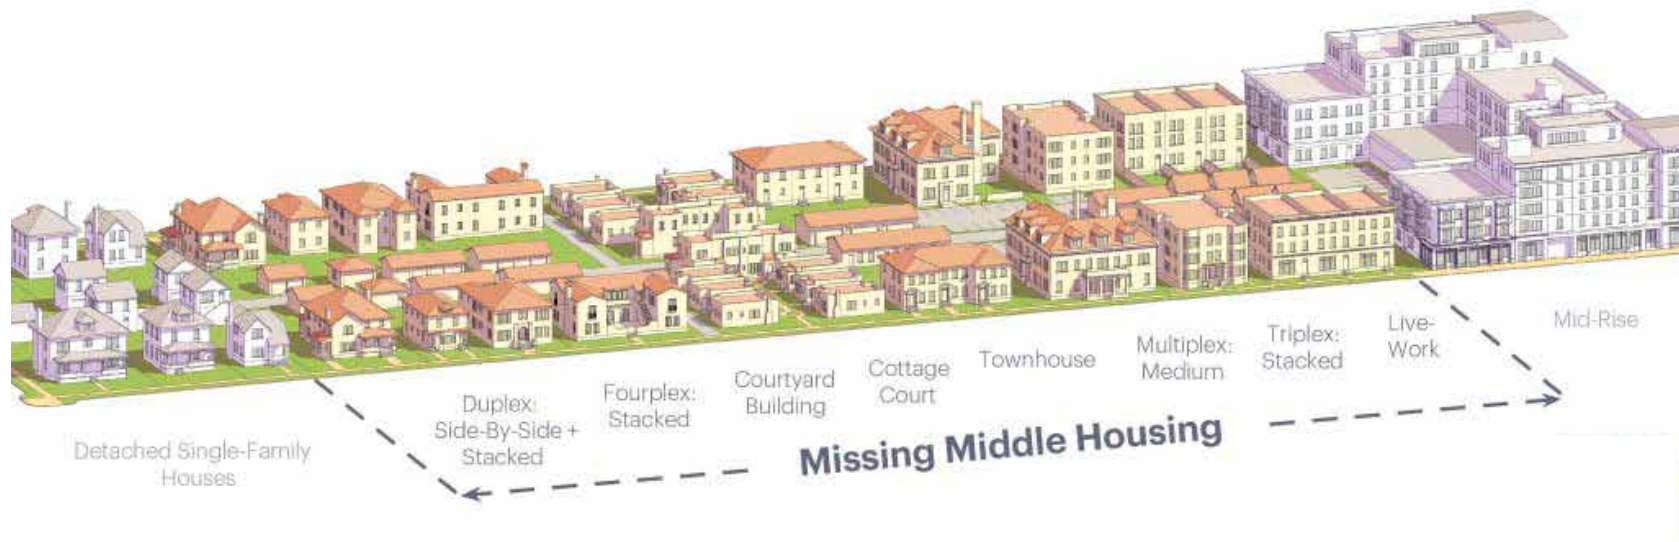 Detached Single-Family
Houses
Duplex:
Side-By-Side +
Stacked
Fourplex:
Stacked
Courtyard
Building
Cottage
Court
Townhouse
Multiplex:
Medium
Triplex:
Stacked
Live-
Work
Mid-Rise
Missing Middle Housing